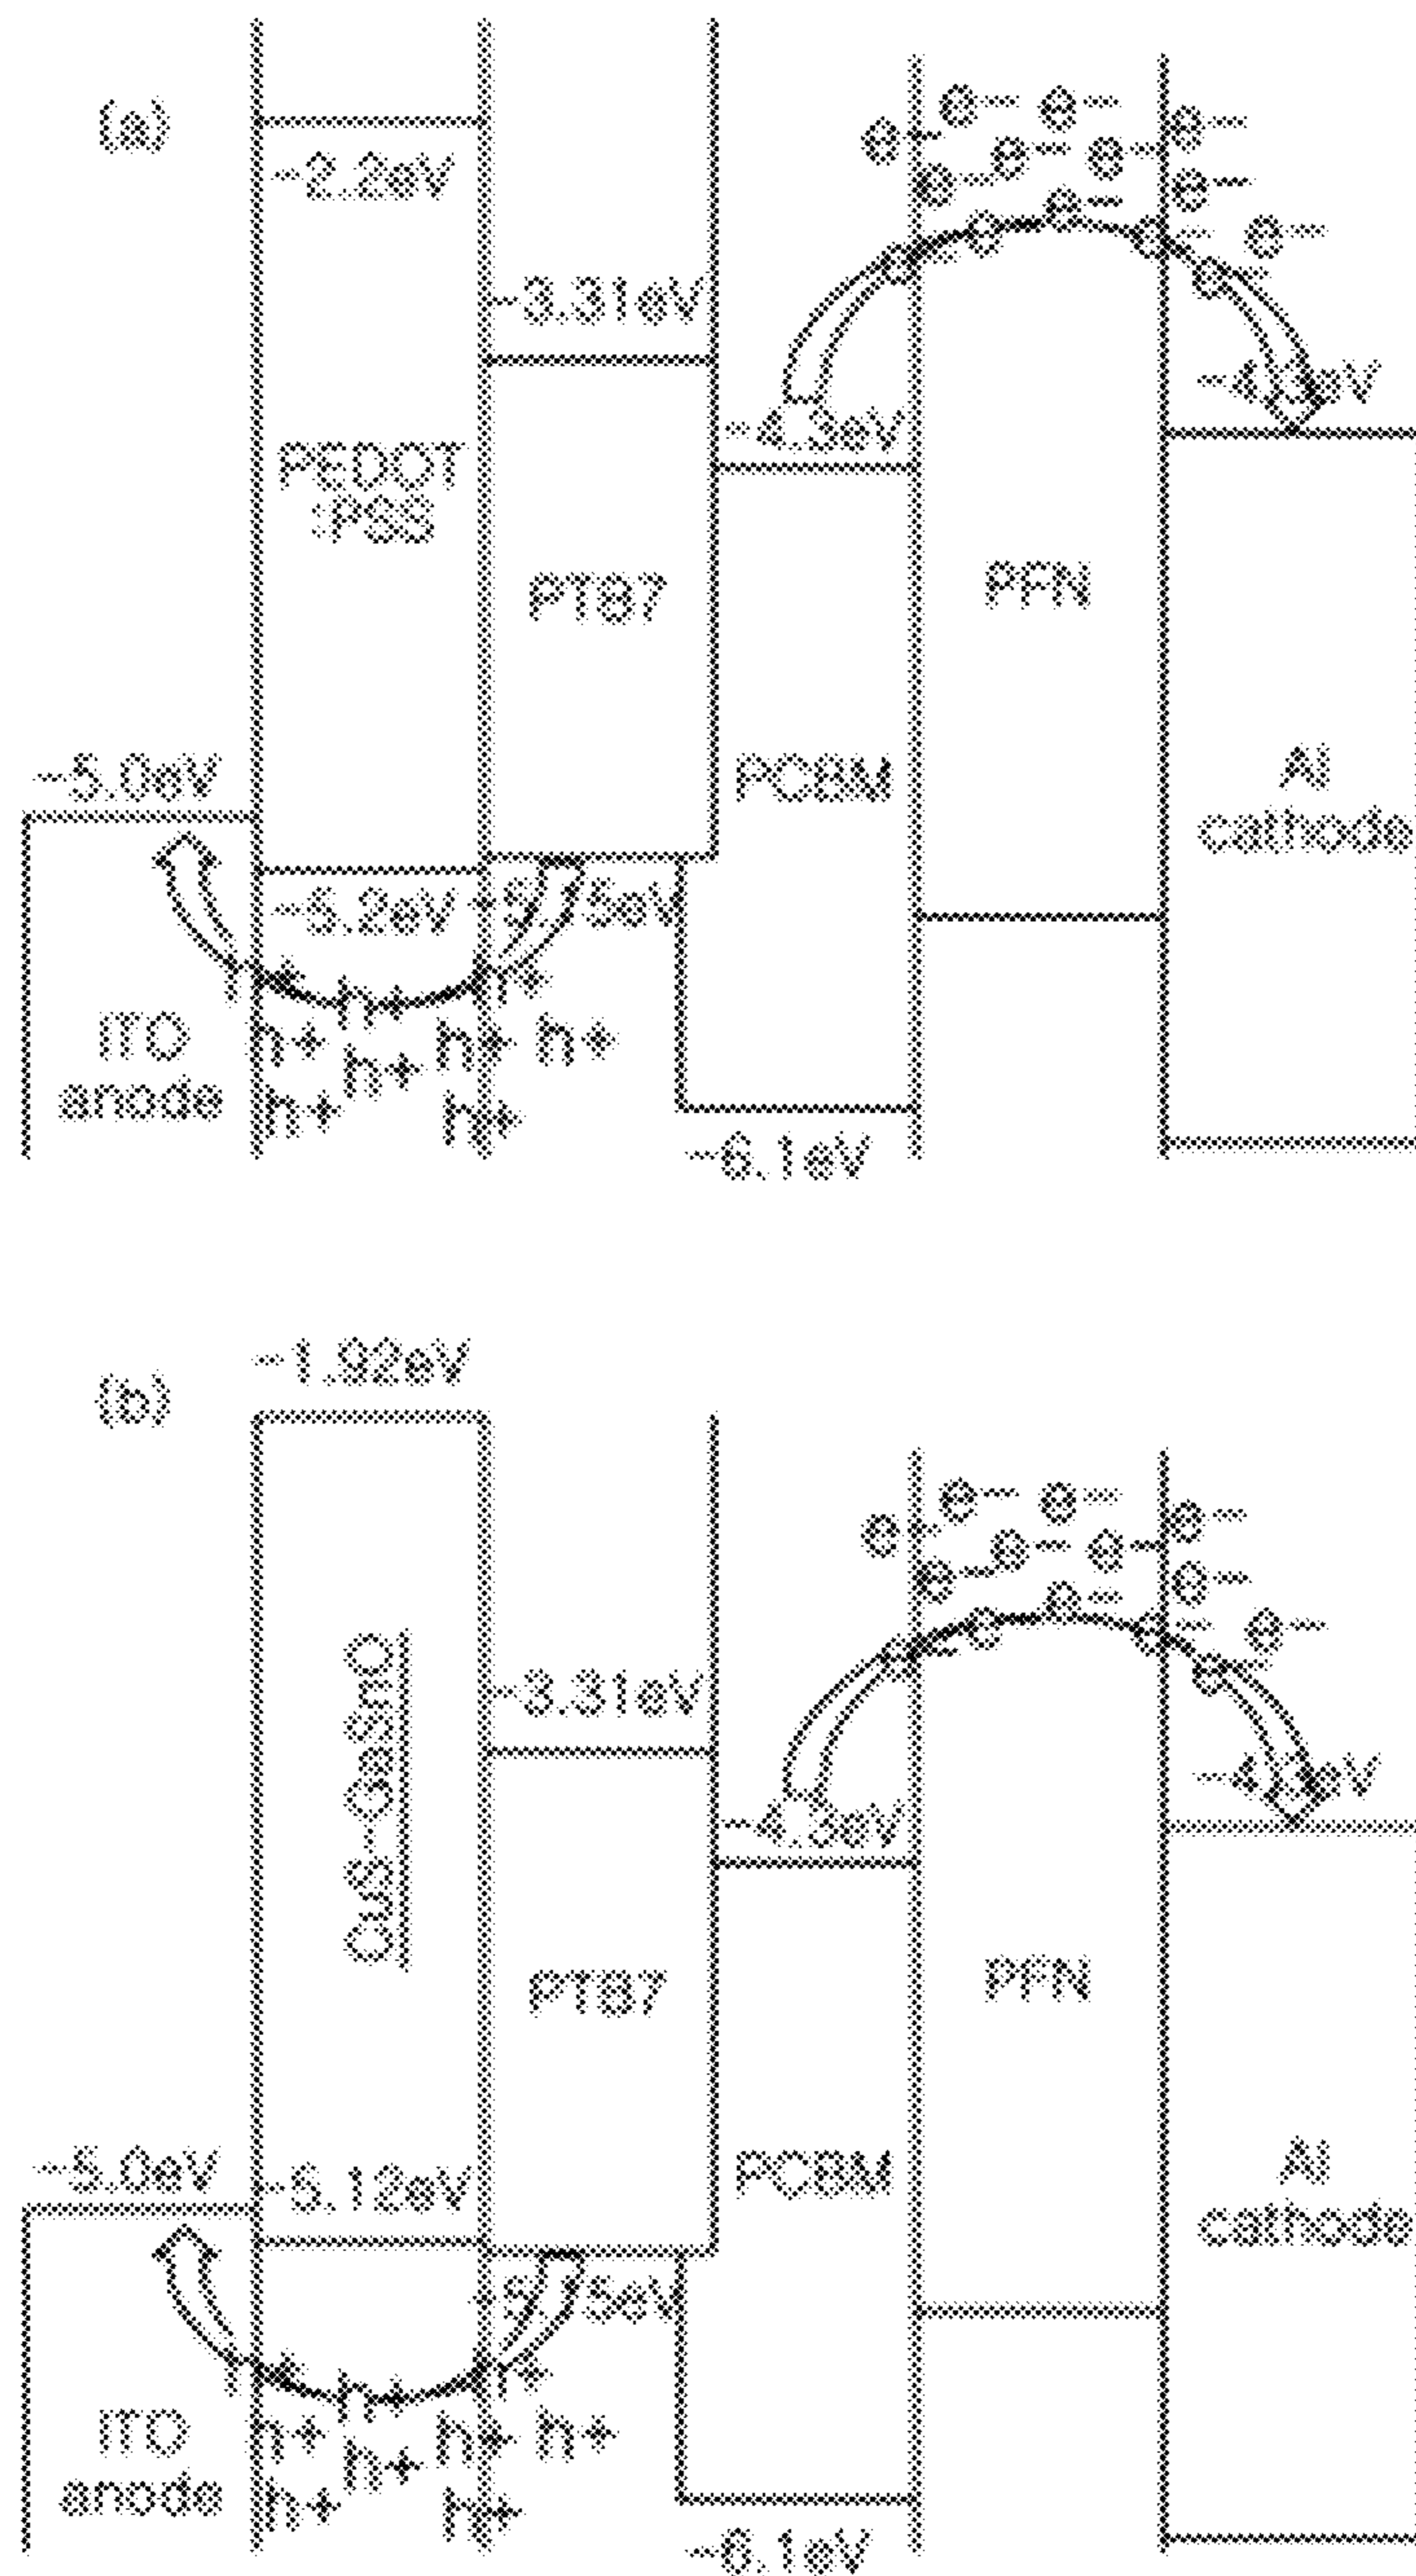 (a)
-2.2eV
-3.31eV
e- e- e- e-
e- e- e- e-
e- e- e-
-4.3eV
PEDOT
:PSS
PTB7
PFN
-5.0eV
PCBM
Al
cathode
-5.2eV
ITO
anode
h+
h+ h+ h+ h+
h+ h+
-6.1eV
(b)
-1.92eV
CuS-GaSnO
-3.31eV
e- e- e- e-
e- e- e- e-
e- e- e-
-4.3eV
PTB7
PFN
-5.0eV
-5.12eV
PCBM
Al
cathode
ITO
anode
h+
h+ h+ h+ h+
h+ h+
-6.1eV